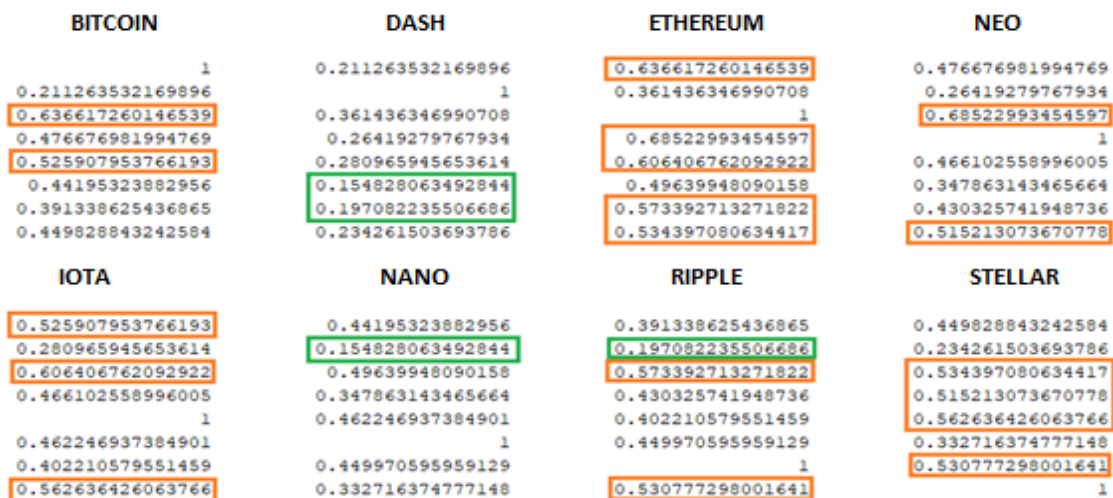 BITCOIN DASH ETHEREUM NEO
1 0.211263532169896 0.636617260146539 0.476676981994769
0.211263532169896 1 0.361436346990708 0.26419279767934
0.636617260146539 0.361436346990708 1 0.68522993454597
0.476676981994769 0.26419279767934 0.68522993454597 1
0.525907953766193 0.280965945653614 0.606406762092922 0.466102558996005
0.44195323882956 0.154828063492844 0.49639948090158 0.347863143465664
0.391338625436865 0.197082235506686 0.573392713271822 0.430325741948736
0.449828843242584 0.234261503693786 0.534397080634417 0.515213073670778
IOTA NANO RIPPLE STELLAR
0.525907953766193 0.44195323882956 0.391338625436865 0.449828843242584
0.280965945653614 0.154828063492844 0.197082235506686 0.234261503693786
0.606406762092922 0.49639948090158 0.573392713271822 0.534397080634417
0.466102558996005 0.347863143465664 0.430325741948736 0.515213073670778
1 0.462246937384901 0.402210579551459 0.562636426063766
0.462246937384901 1 0.449970595959129 0.332716374777148
0.402210579551459 0.449970595959129 1 0.530777298001641
0.562636426063766 0.332716374777148 0.530777298001641 1